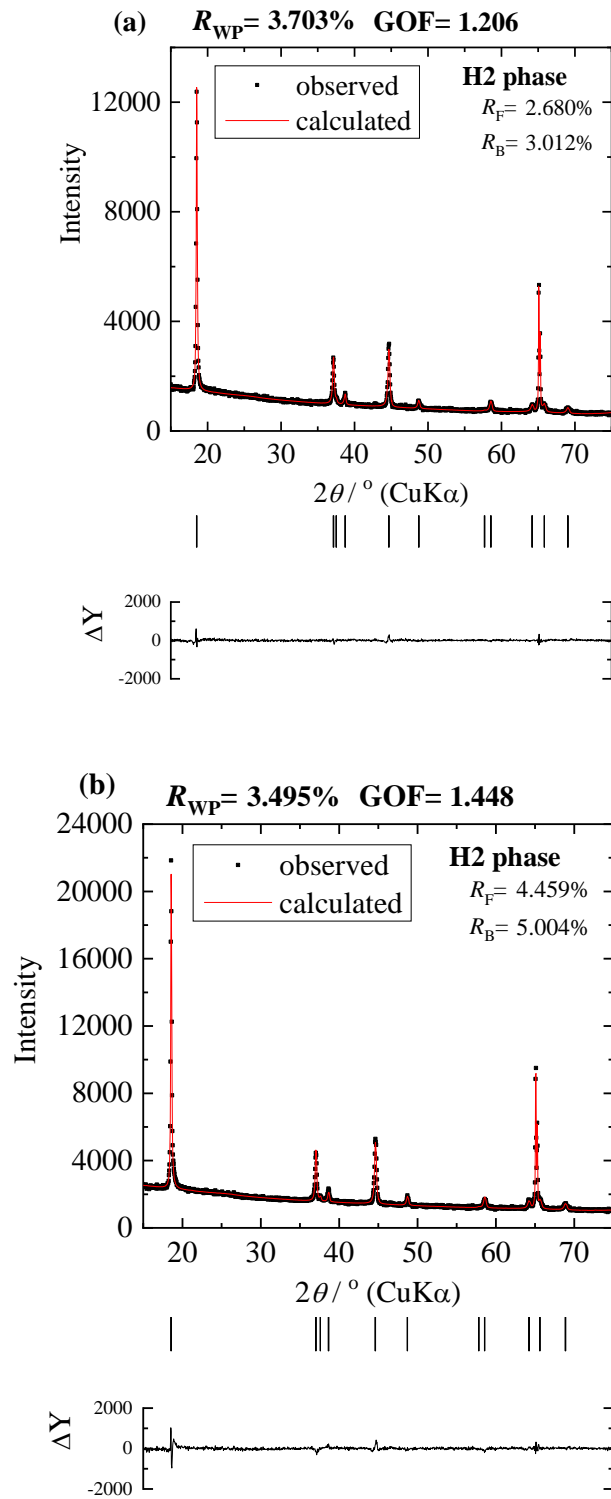 (a) R_WP= 3.703% GOF= 1.206
observed
calculated
H2 phase
R_F= 2.680%
R_B= 3.012%
Intensity
12000
8000
4000
0
20 30 40 50 60 70
2θ / ° (CuKα)
ΔY
2000
0
-2000
(b) R_WP= 3.495% GOF= 1.448
observed
calculated
H2 phase
R_F= 4.459%
R_B= 5.004%
Intensity
24000
20000
16000
12000
8000
4000
0
20 30 40 50 60 70
2θ / ° (CuKα)
ΔY
2000
0
-2000